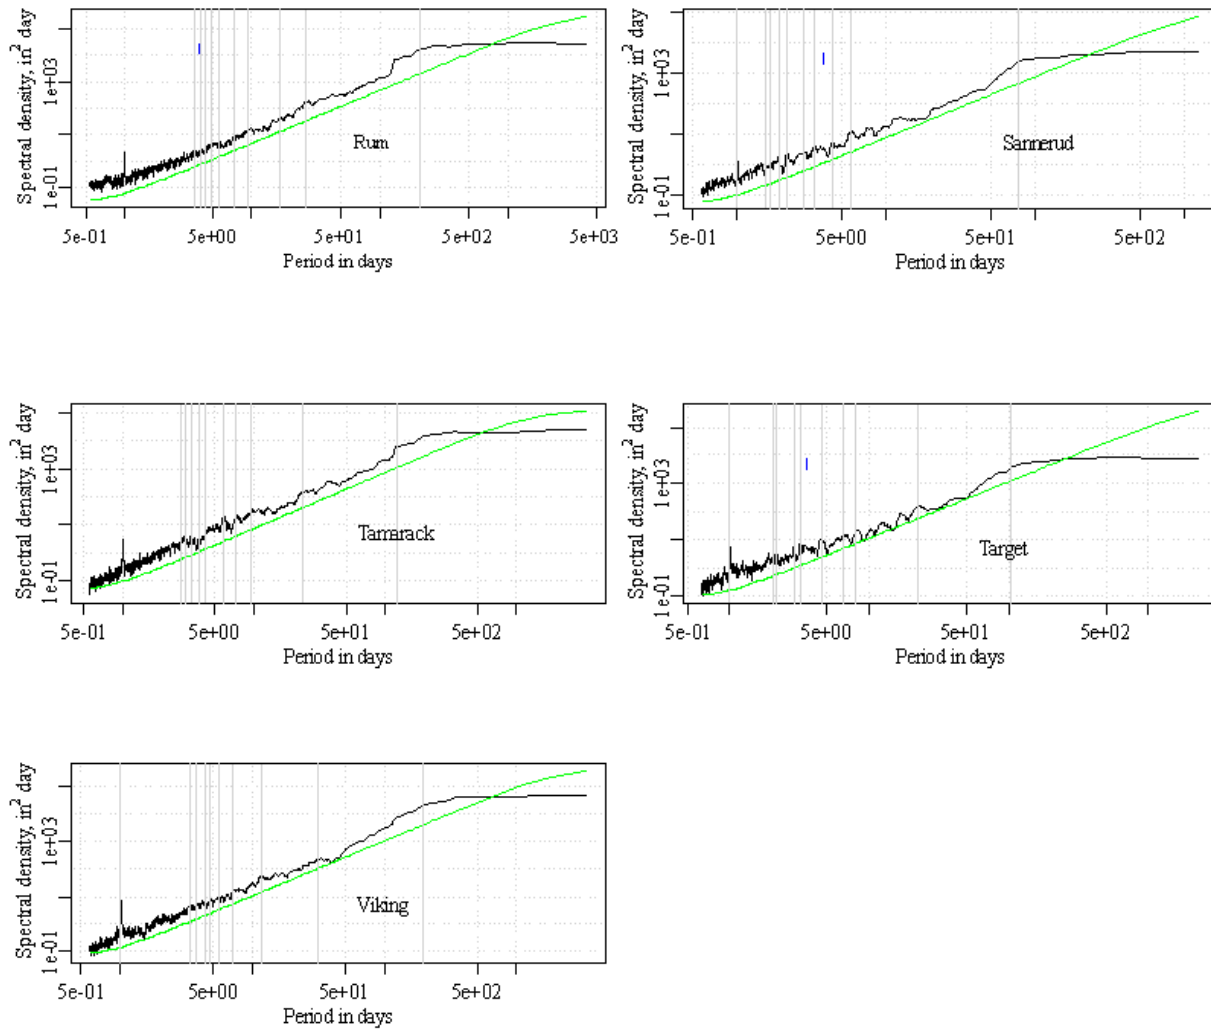 Spectral density, in2 day
1e+03
1e-01
Rum
5e-01 5e+00 5e+01 5e+02 5e+03
Period in days
Spectral density, in2 day
1e+03
1e-01
Sannerud
5e-01 5e+00 5e+01 5e+02
Period in days
Spectral density, in2 day
1e+03
1e-01
Tamarack
5e-01 5e+00 5e+01 5e+02
Period in days
Spectral density, in2 day
1e+03
1e-01
Target
5e-01 5e+00 5e+01 5e+02
Period in days
Spectral density, in2 day
1e+03
1e-01
Viking
5e-01 5e+00 5e+01 5e+02
Period in days